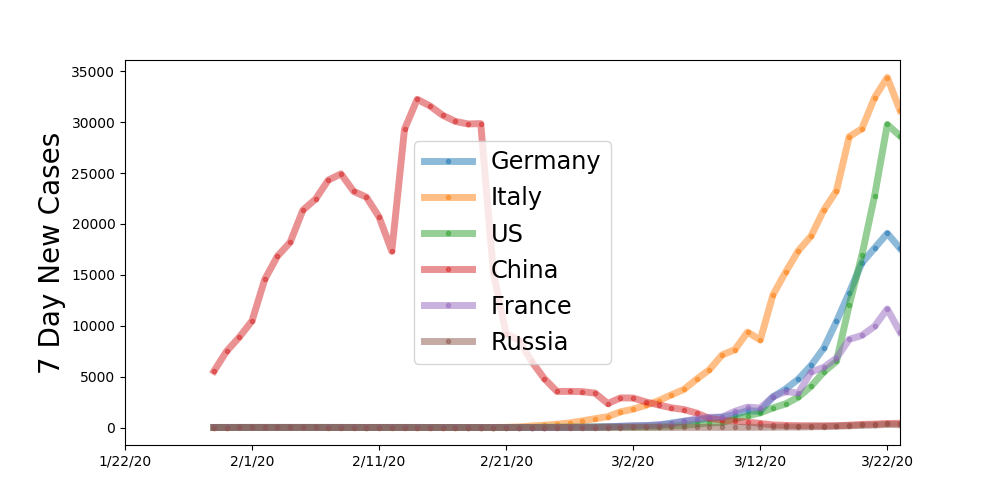 7 Day New Cases
35000
30000
25000
20000
15000
10000
5000
0
Germany
Italy
US
China
France
Russia
1/22/20 2/1/20 2/11/20 2/21/20 3/2/20 3/12/20 3/22/20